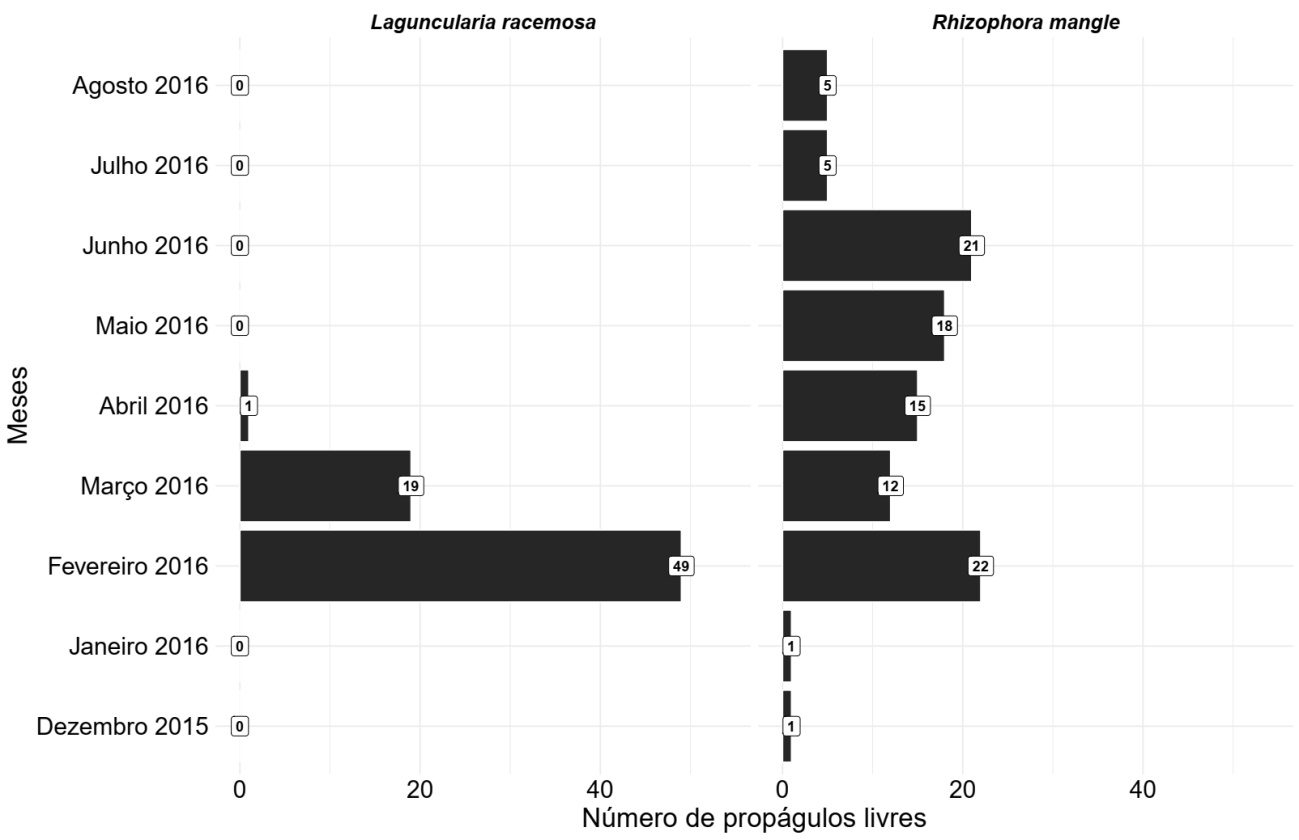 Laguncularia racemosa
Rhizophora mangle
Agosto 2016
0
5
Julho 2016
0
5
Junho 2016
0
21
Maio 2016
0
18
Abril 2016
1
15
Março 2016
19
12
Fevereiro 2016
49
22
Janeiro 2016
0
1
Dezembro 2015
0
1
Meses
0 20 40
0 20 40
Número de propágulos livres